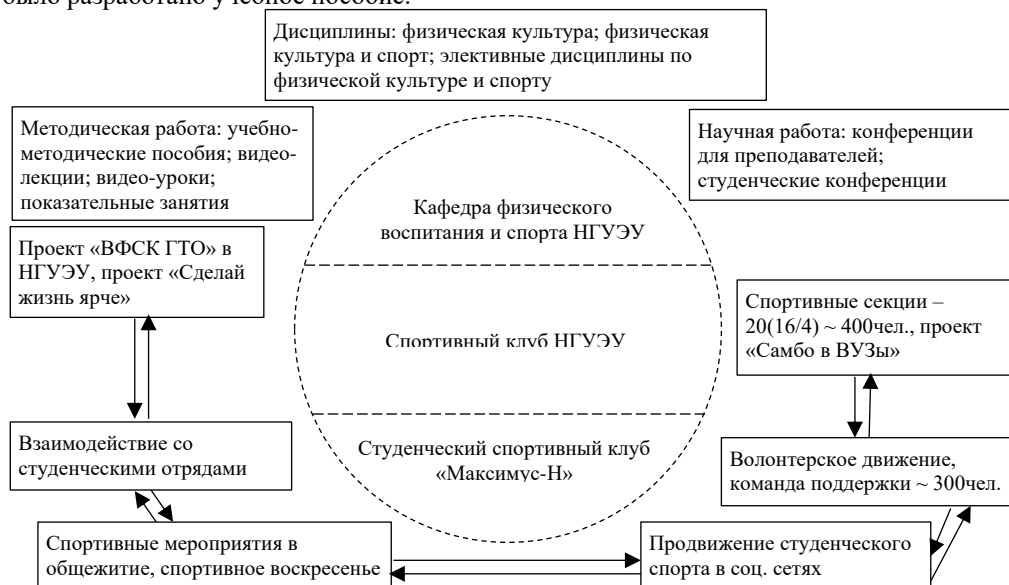 было разработано учебное пособие.
Дисциплины: физическая культура; физическая
культура и спорт; элективные дисциплины по
физической культуре и спорту
Методическая работа: учебно-
методические пособия; видео-
лекции; видео-уроки;
показательные занятия
Научная работа: конференции
для преподавателей;
студенческие конференции
Кафедра физического
воспитания и спорта НГУЭУ
Проект «ВФСК ГТО» в
НГУЭУ, проект «Сделай
жизнь ярче»
Спортивные секции –
20(16/4) ~ 400чел., проект
«Самбо в ВУЗы»
Спортивный клуб НГУЭУ
Взаимодействие со
студенческими отрядами
Студенческий спортивный клуб
«Максимус-Н»
Волонтерское движение,
команда поддержки ~ 300чел.
Спортивные мероприятия в
общежитие, спортивное воскресенье
Продвижение студенческого
спорта в соц. сетях